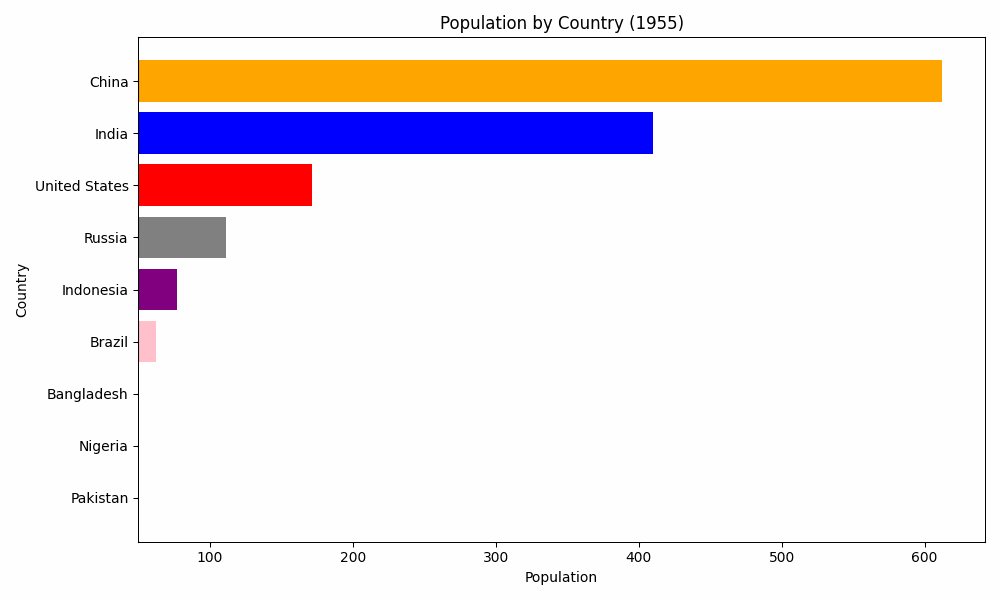 Population by Country (1955)
China
India
United States
Russia
Indonesia
Brazil
Bangladesh
Nigeria
Pakistan
Country
100 200 300 400 500 600
Population